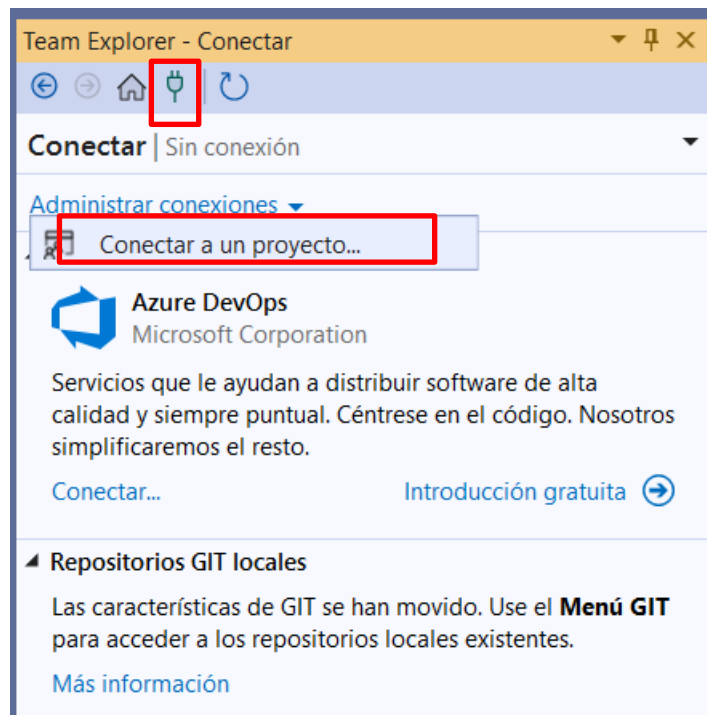 Team Explorer - Conectar
Conectar | Sin conexión
Administrar conexiones
Conectar a un proyecto...
Azure DevOps
Microsoft Corporation
Servicios que le ayudan a distribuir software de alta
calidad y siempre puntual. Céntrese en el código. Nosotros
simplificaremos el resto.
Conectar... Introducción gratuita
Repositorios GIT locales
Las características de GIT se han movido. Use el Menú GIT
para acceder a los repositorios locales existentes.
Más información